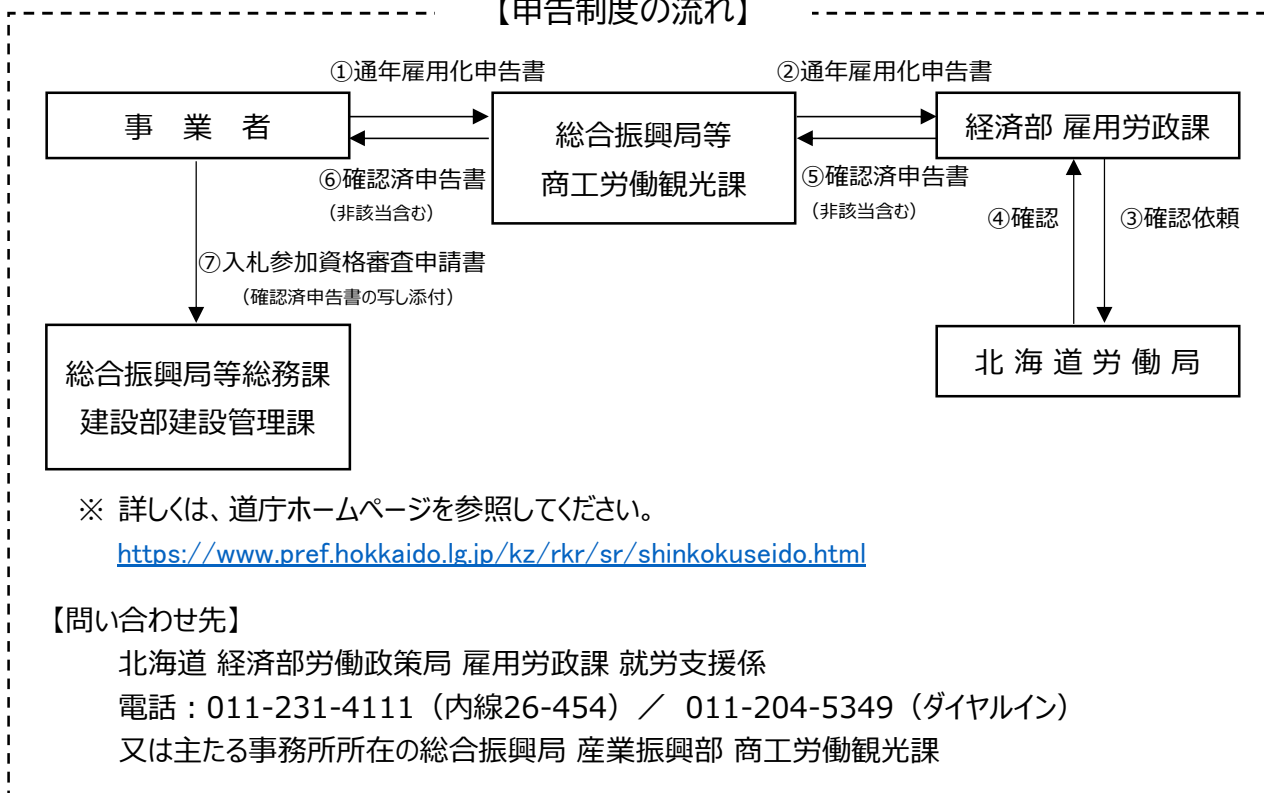 【申告制度の流れ】
①通年雇用化申告書
②通年雇用化申告書
事 業 者
総合振興局等
商工労働観光課
経済部 雇用労政課
⑥確認済申告書
（非該当含む）
⑤確認済申告書
（非該当含む）
④確認
③確認依頼
⑦入札参加資格審査申請書
（確認済申告書の写し添付）
総合振興局等総務課
建設部建設管理課
北 海 道 労 働 局
※ 詳しくは、道庁ホームページを参照してください。
https://www.pref.hokkaido.lg.jp/kz/rkr/sr/shinkokuseido.html
【問い合わせ先】
北海道 経済部労働政策局 雇用労政課 就労支援係
電話：011-231-4111（内線26-454）／ 011-204-5349（ダイヤルイン）
又は主たる事務所所在の総合振興局 産業振興部 商工労働観光課